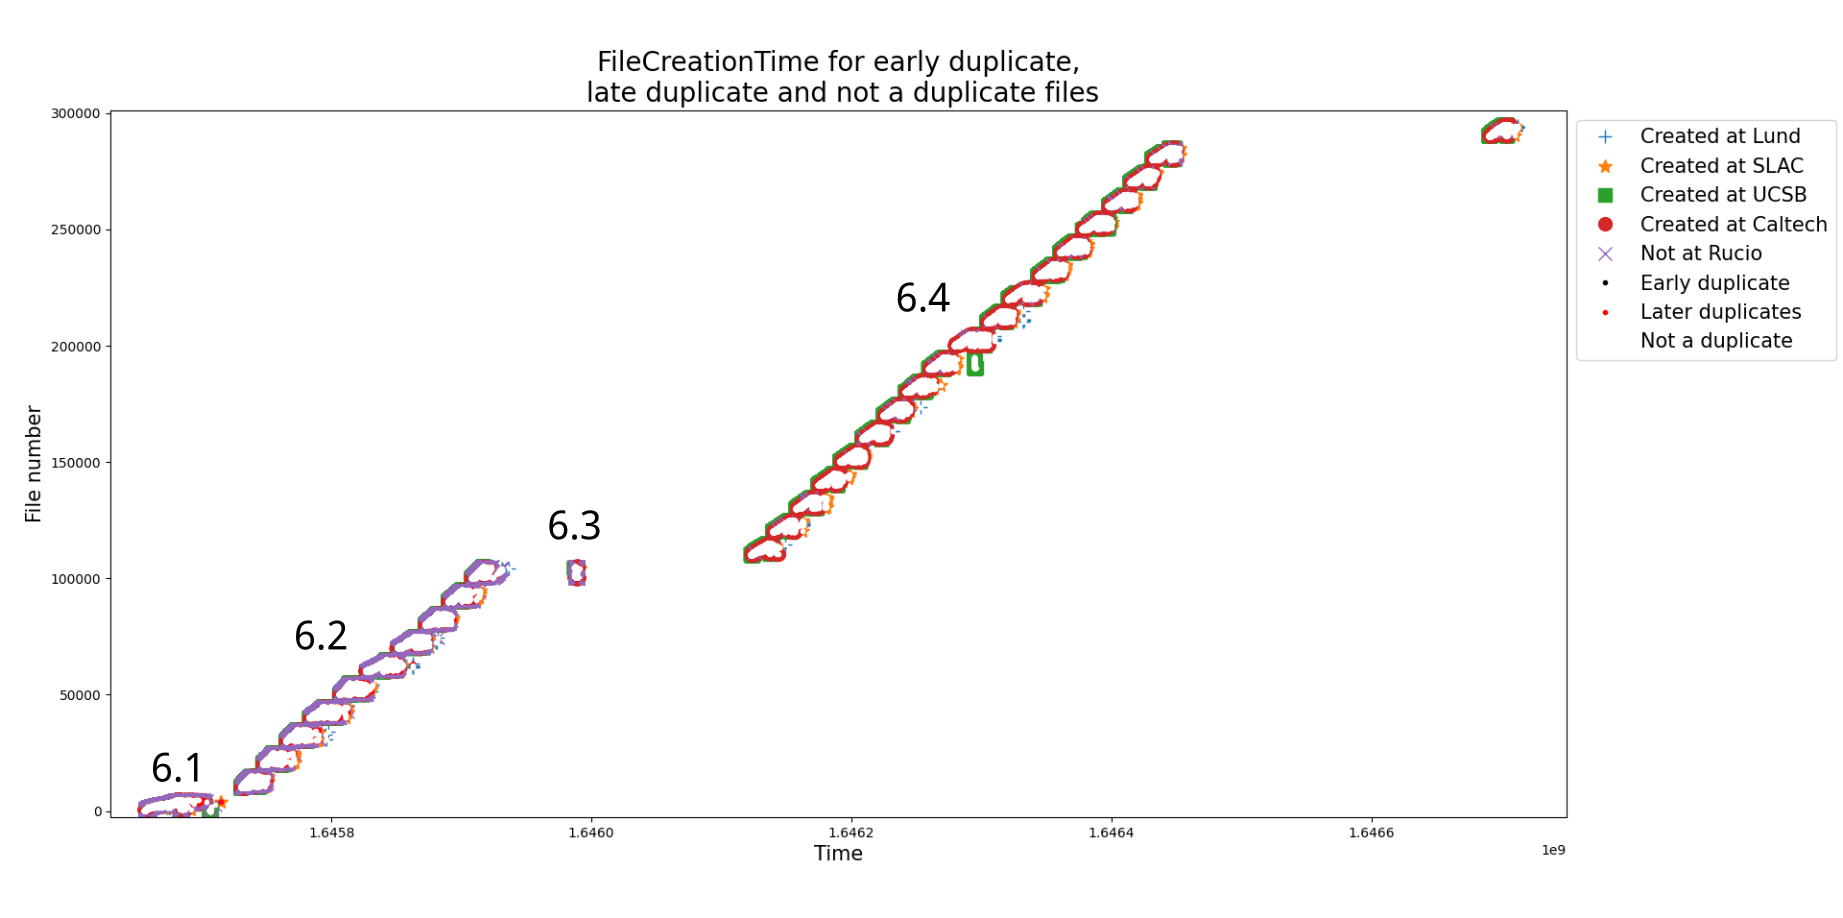 FileCreationTime for early duplicate,
late duplicate and not a duplicate files
300000
250000
200000
150000
100000
50000
0
File number
6.1
6.2
6.3
6.4
1.6458
1.6460
1.6462
1.6464
1.6466
1e9
Time
Created at Lund
Created at SLAC
Created at UCSB
Created at Caltech
Not at Rucio
Early duplicate
Later duplicates
Not a duplicate